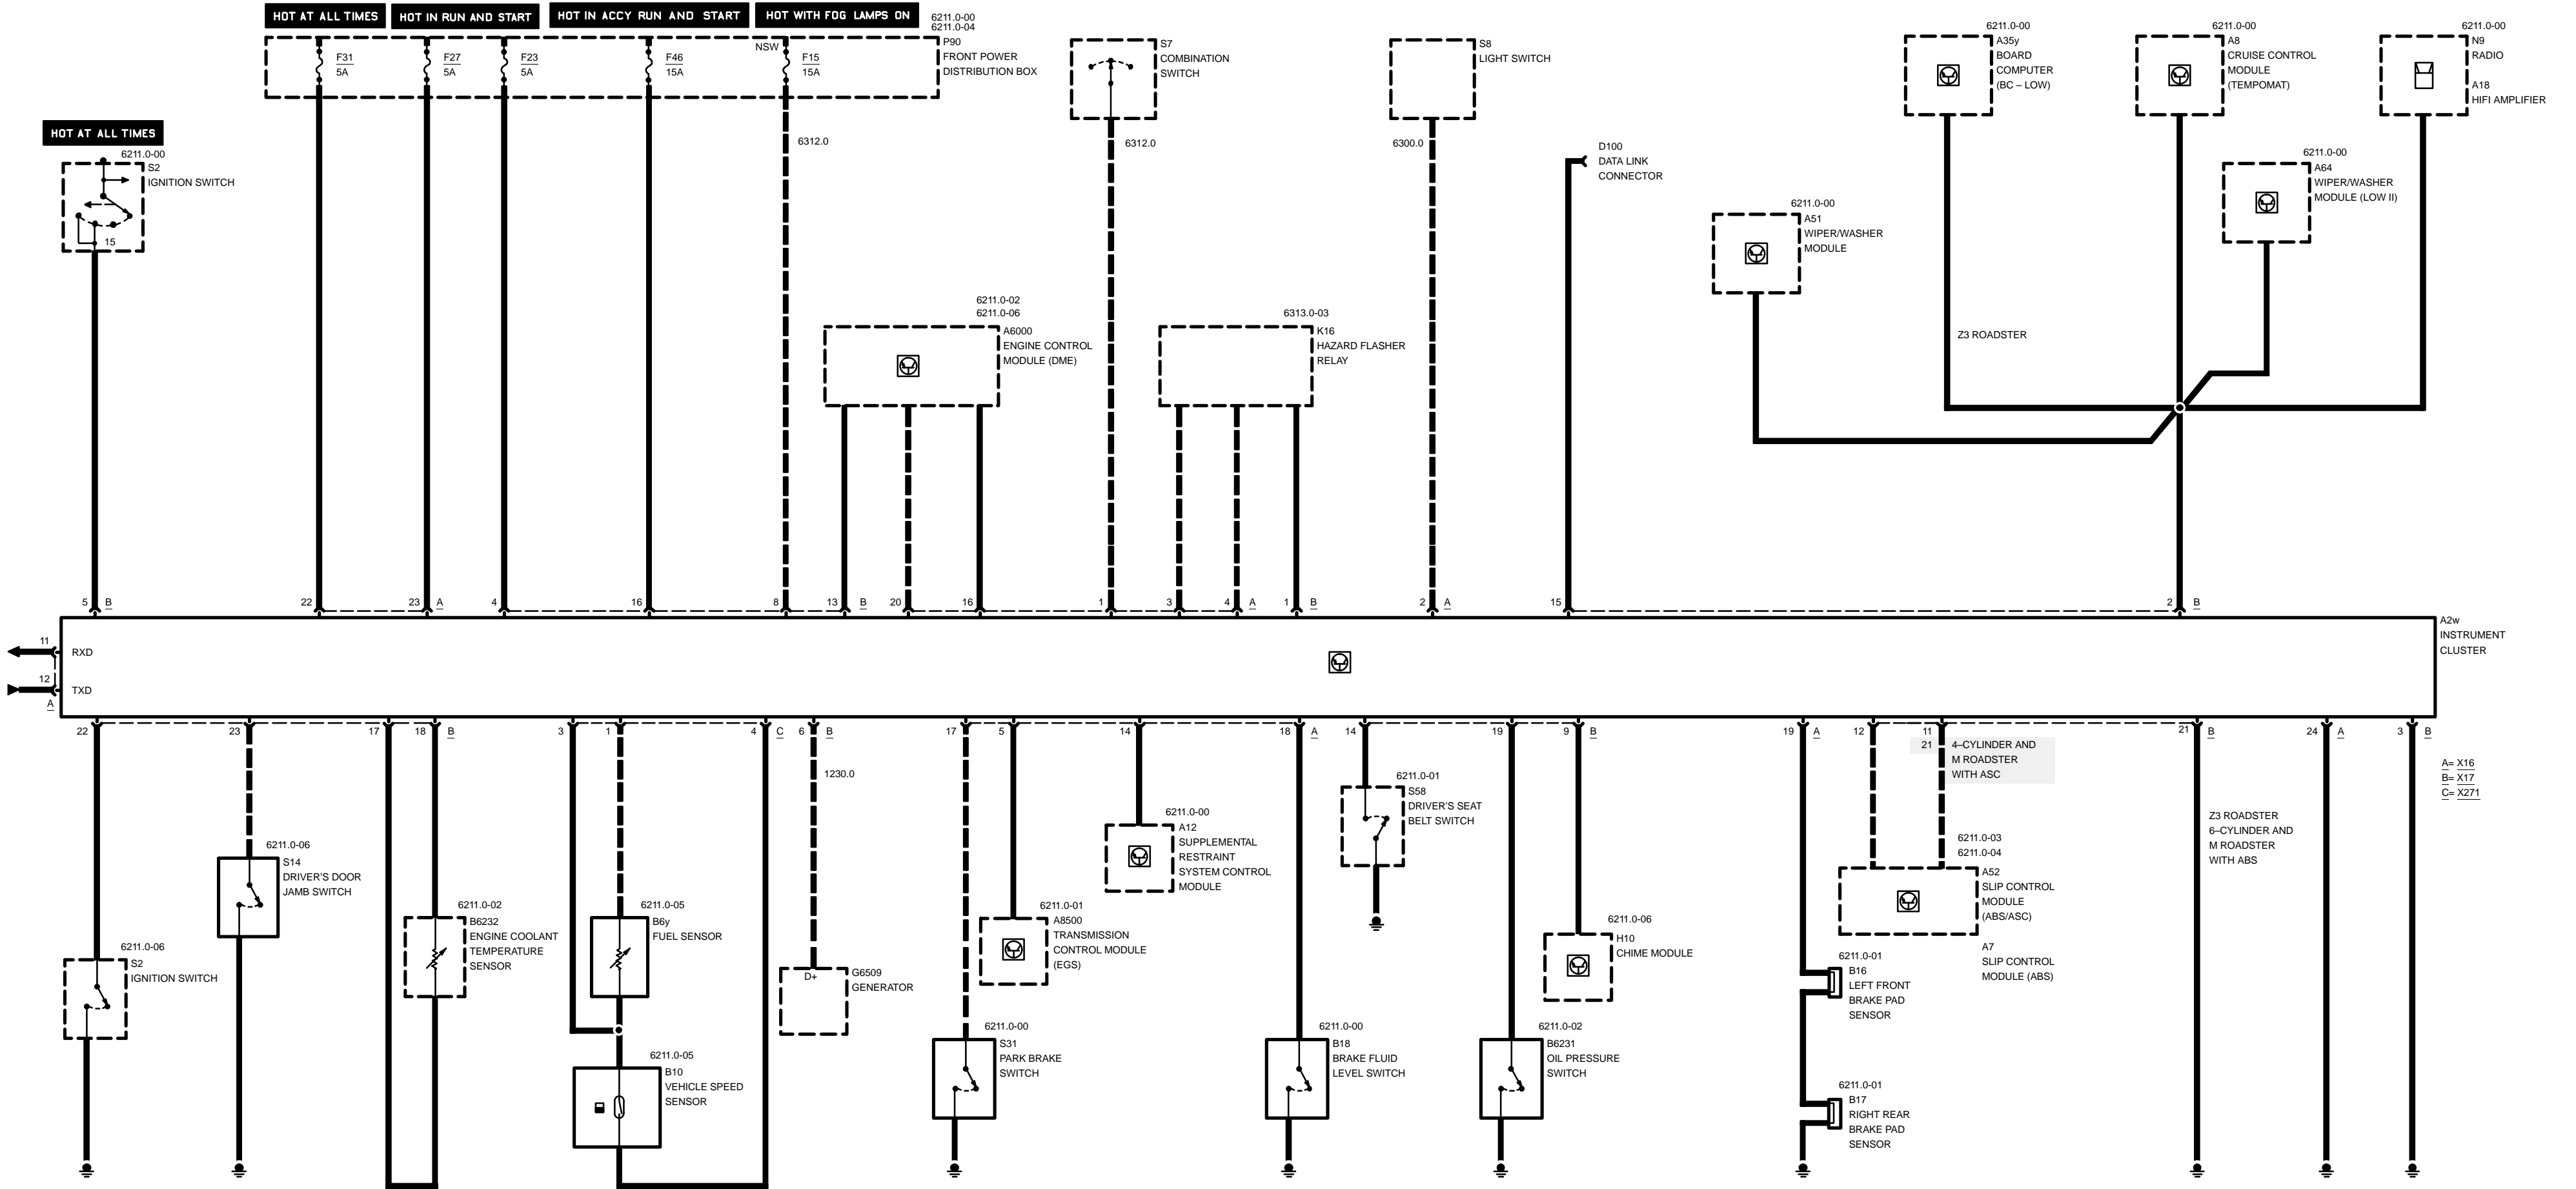 HOT AT ALL TIMES
HOT IN RUN AND START
HOT IN ACCY RUN AND START
HOT WITH FOG LAMPS ON
6211.0-00
6211.0-04
P90
FRONT POWER
DISTRIBUTION BOX
F31
5A
F27
5A
F23
5A
F46
15A
NSW
F15
15A
6312.0
S7
COMBINATION
SWITCH
6312.0
S8
LIGHT SWITCH
6300.0
D100
DATA LINK
CONNECTOR
6211.0-00
A35y
BOARD
COMPUTER
(BC – LOW)
6211.0-00
A8
CRUISE CONTROL
MODULE
(TEMPOMAT)
6211.0-00
N9
RADIO
A18
HIFI AMPLIFIER
HOT AT ALL TIMES
6211.0-00
S2
IGNITION SWITCH
15
6211.0-00
A64
WIPER/WASHER
MODULE (LOW II)
6211.0-00
A51
WIPER/WASHER
MODULE
Z3 ROADSTER
6211.0-02
6211.0-06
A6000
ENGINE CONTROL
MODULE (DME)
6313.0-03
K16
HAZARD FLASHER
RELAY
5 B
22
23 A
4
16
8
13 B
20
16
1
3
4 A
1 B
2 A
15
2 B
A2w
INSTRUMENT
CLUSTER
11
RXD
12
TXD
A
22
23
17
18 B
3
1
4 C
6 B
17
5
14
18 A
14
19
9 B
19 A
12
11
21 4–CYLINDER AND
M ROADSTER
WITH ASC
21 B
24 A
3 B
A= X16
B= X17
C= X271
1230.0
Z3 ROADSTER
6–CYLINDER AND
M ROADSTER
WITH ABS
6211.0-01
S58
DRIVER'S SEAT
BELT SWITCH
6211.0-00
A12
SUPPLEMENTAL
RESTRAINT
SYSTEM CONTROL
MODULE
6211.0-03
6211.0-04
A52
SLIP CONTROL
MODULE
(ABS/ASC)
A7
SLIP CONTROL
MODULE (ABS)
6211.0-06
S14
DRIVER'S DOOR
JAMB SWITCH
6211.0-02
B6232
ENGINE COOLANT
TEMPERATURE
SENSOR
6211.0-05
B6y
FUEL SENSOR
6211.0-01
A8500
TRANSMISSION
CONTROL MODULE
(EGS)
6211.0-06
H10
CHIME MODULE
6211.0-06
S2
IGNITION SWITCH
D+
G6509
GENERATOR
6211.0-01
B16
LEFT FRONT
BRAKE PAD
SENSOR
6211.0-05
B10
VEHICLE SPEED
SENSOR
6211.0-00
S31
PARK BRAKE
SWITCH
6211.0-00
B18
BRAKE FLUID
LEVEL SWITCH
6211.0-02
B6231
OIL PRESSURE
SWITCH
6211.0-01
B17
RIGHT REAR
BRAKE PAD
SENSOR